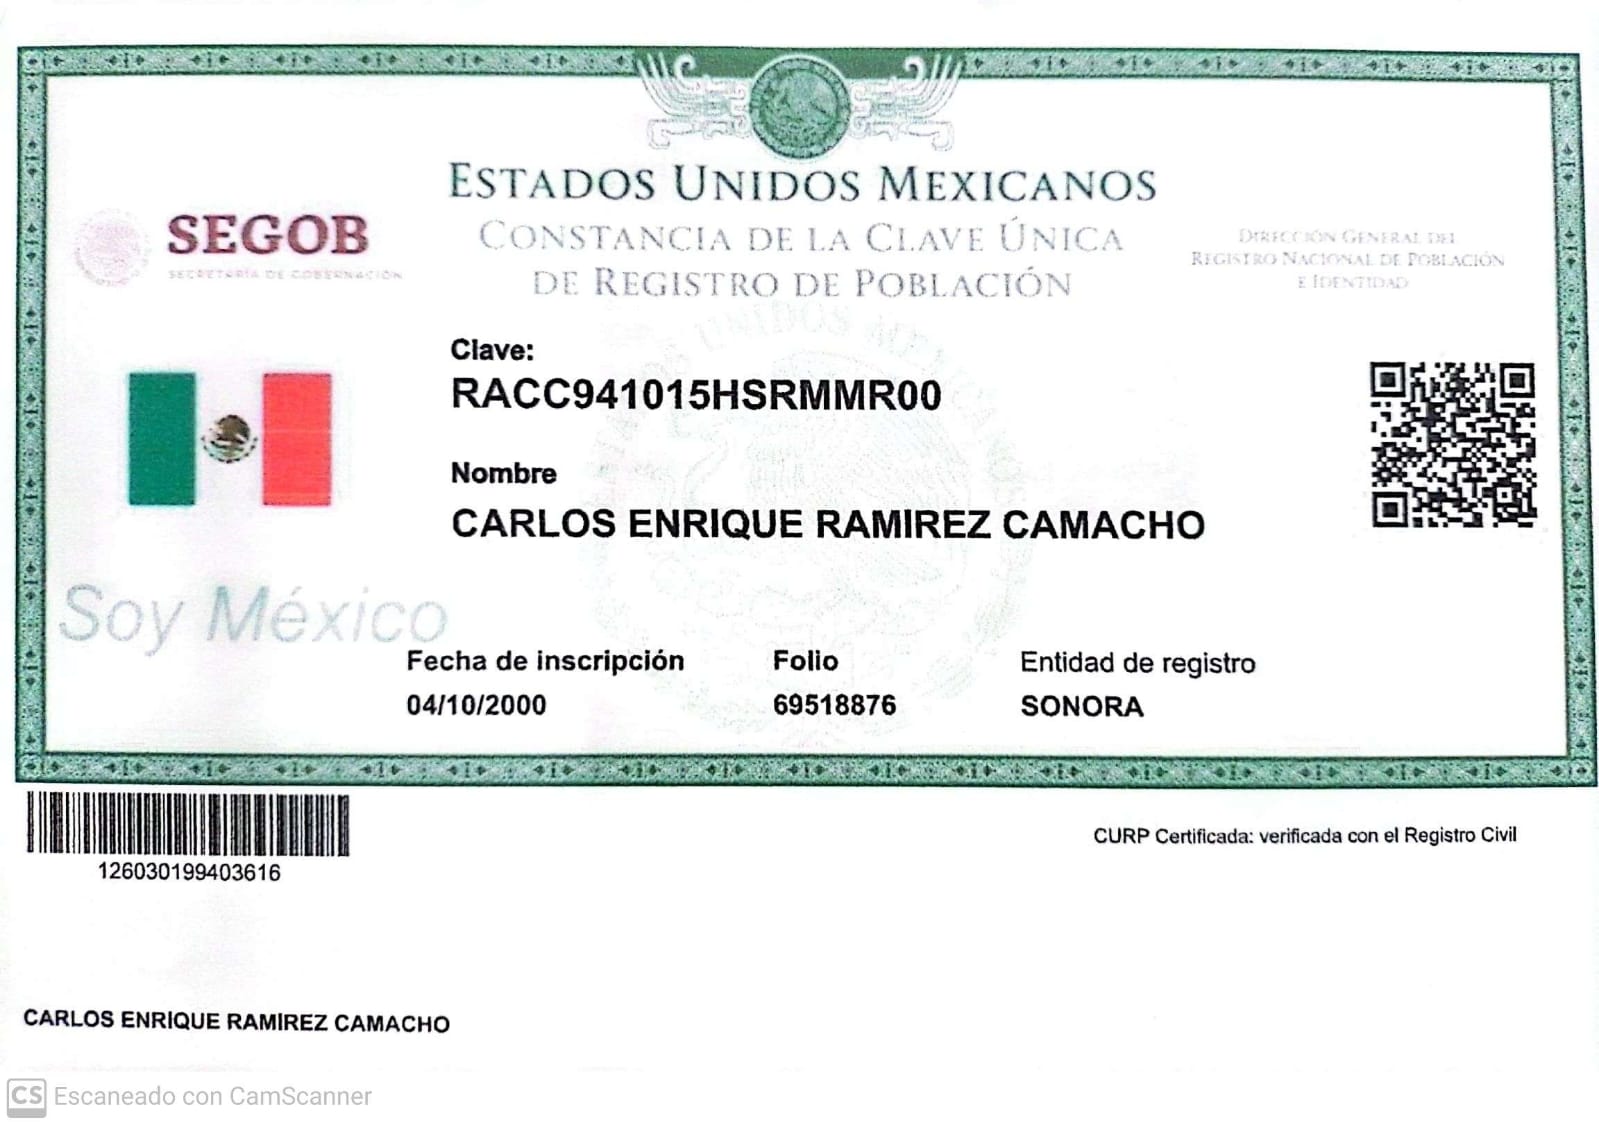 ESTADOS UNIDOS MEXICANOS
CONSTANCIA DE LA CLAVE ÚNICA
DE REGISTRO DE POBLACIÓN
SEGOB
SECRETARÍA DE GOBERNACIÓN
DIRECCIÓN GENERAL DEL
REGISTRO NACIONAL DE POBLACIÓN
E IDENTIDAD
Clave:
RACC941015HSRMMR00
Nombre
CARLOS ENRIQUE RAMIREZ CAMACHO
Soy México
Fecha de inscripción
04/10/2000
Folio
69518876
Entidad de registro
SONORA
126030199403616
CURP Certificada: verificada con el Registro Civil
CARLOS ENRIQUE RAMIREZ CAMACHO
CS Escaneado con CamScanner